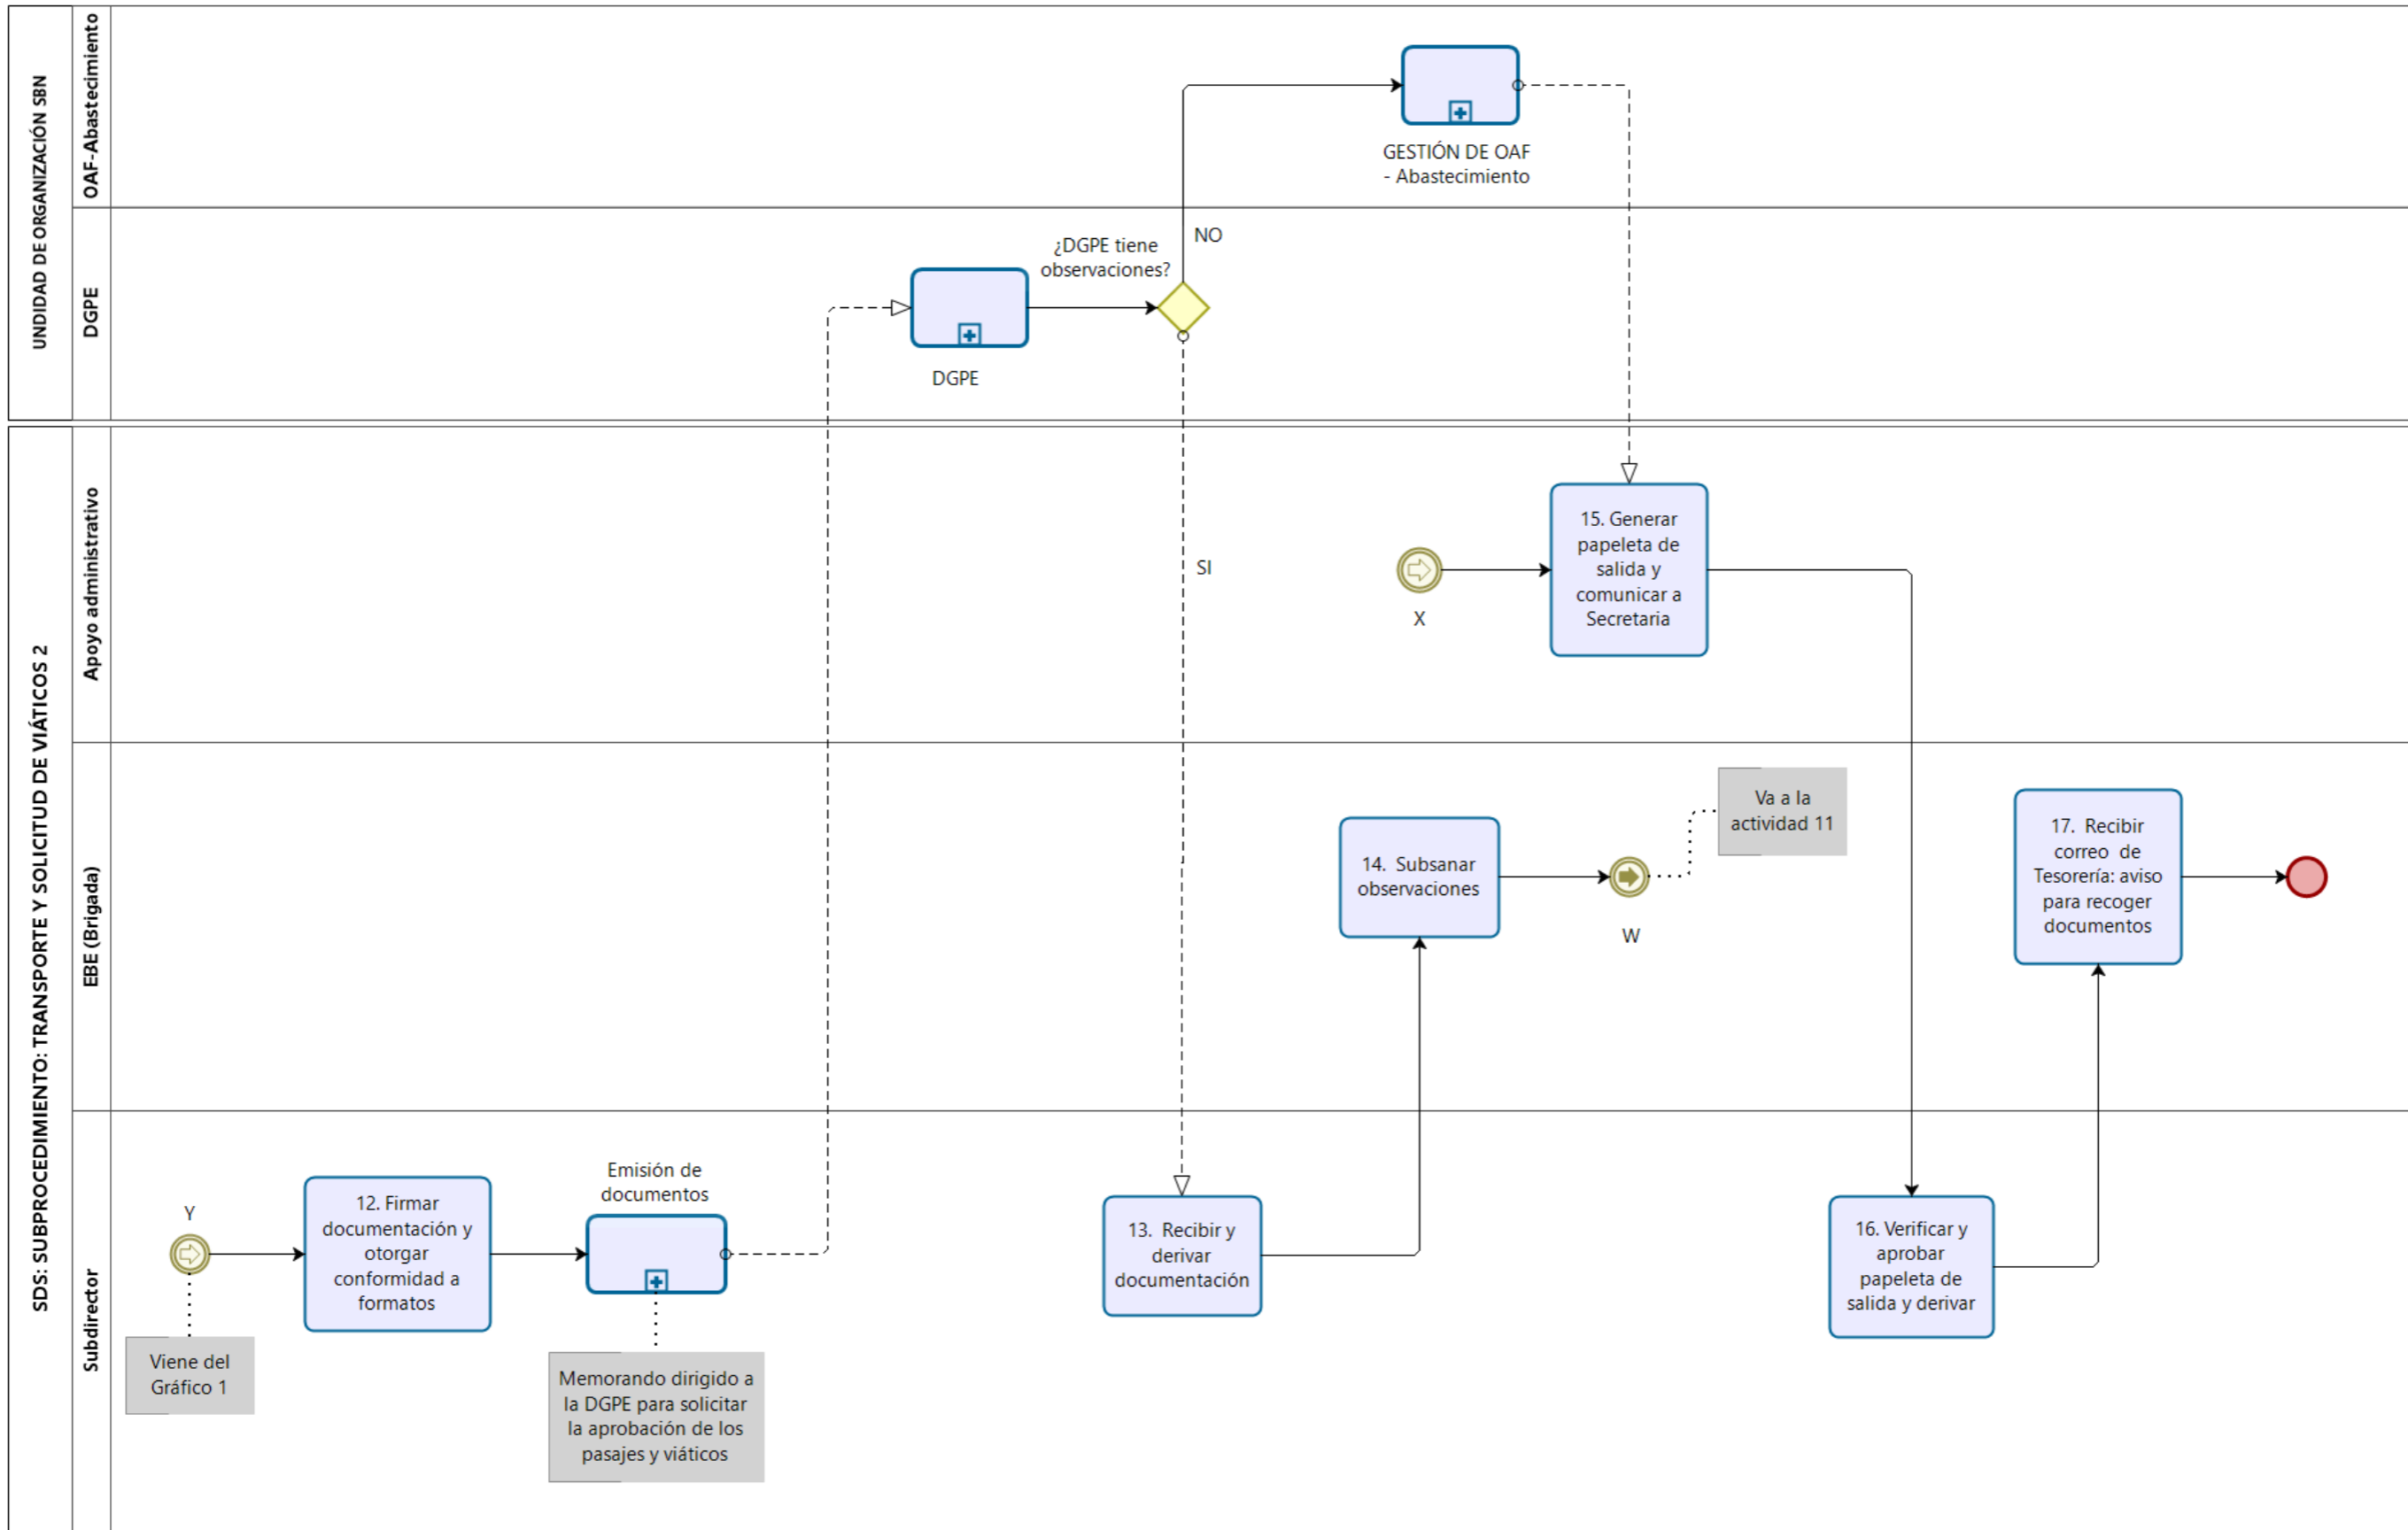 UNDIDAD DE ORGANIZACIÓN SBN
OAF-Abastecimiento
GESTIÓN DE OAF
- Abastecimiento
DGPE
¿DGPE tiene
observaciones?
NO
DGPE
SDS: SUBPROCEDIMIENTO: TRANSPORTE Y SOLICITUD DE VIÁTICOS 2
Apoyo administrativo
SI
X
15. Generar
papeleta de
salida y
comunicar a
Secretaria
EBE (Brigada)
14. Subsanar
observaciones
W
Va a la
actividad 11
17. Recibir
correo de
Tesorería: aviso
para recoger
documentos
Subdirector
Y
Viene del
Gráfico 1
12. Firmar
documentación y
otorgar
conformidad a
formatos
Emisión de
documentos
Memorando dirigido a
la DGPE para solicitar
la aprobación de los
pasajes y viáticos
13. Recibir y
derivar
documentación
16. Verificar y
aprobar
papeleta de
salida y derivar